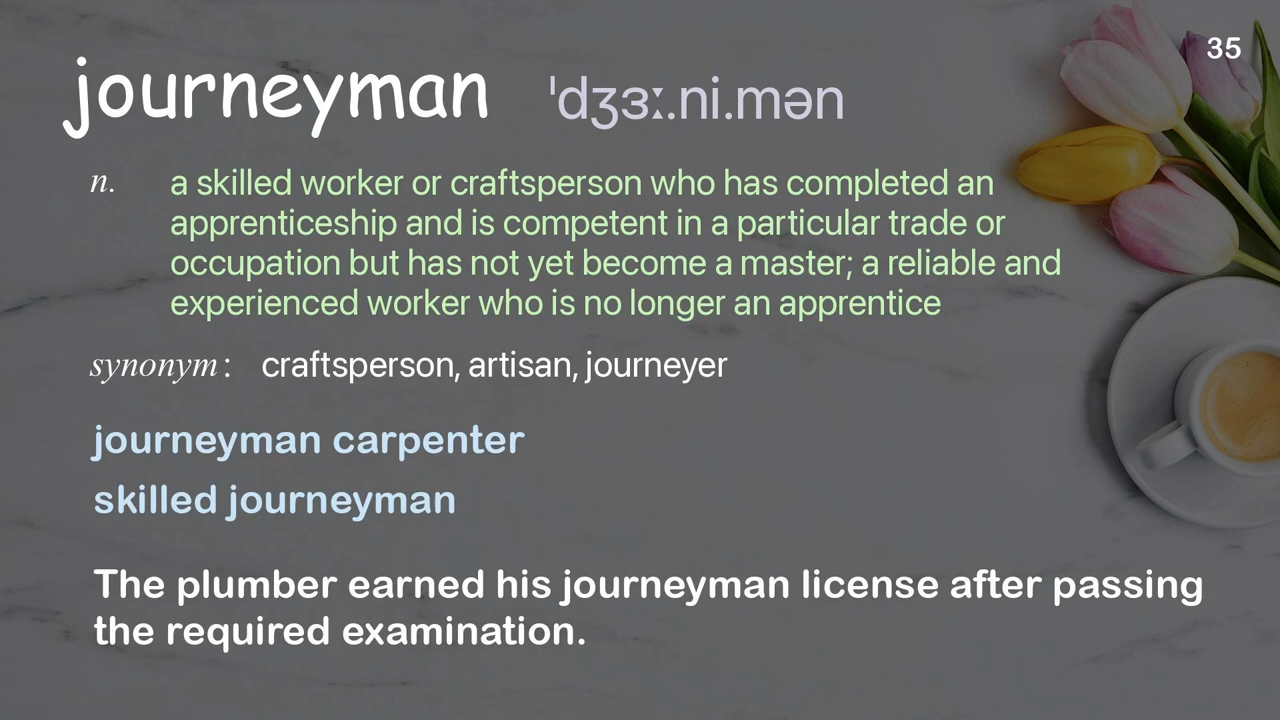 35
journeyman ˈdʒɜː.ni.mən
n. a skilled worker or craftsperson who has completed an
apprenticeship and is competent in a particular trade or
occupation but has not yet become a master; a reliable and
experienced worker who is no longer an apprentice
synonym: craftsperson, artisan, journeyer
journeyman carpenter
skilled journeyman
The plumber earned his journeyman license after passing
the required examination.